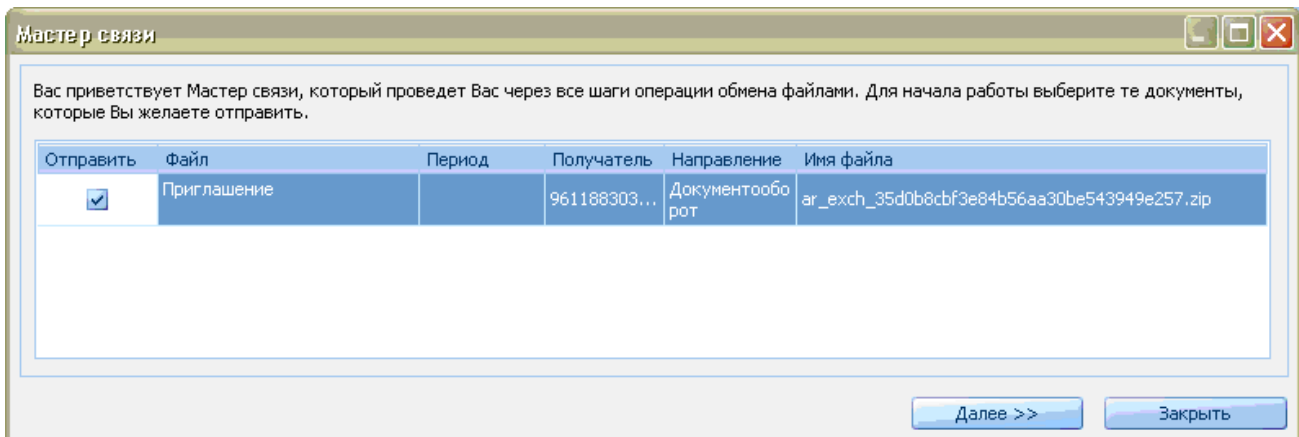 Мастер связи
Вас приветствует Мастер связи, который проведет Вас через все шаги операции обмена файлами. Для начала работы выберите те документы,
которые Вы желаете отправить.
Отправить Файл Период Получатель Направление Имя файла
Приглашение 961188303... Документообо
рот ar_exch_35d0b8cbf3e84b56aa30be543949e257.zip
Далее >> Закрыть